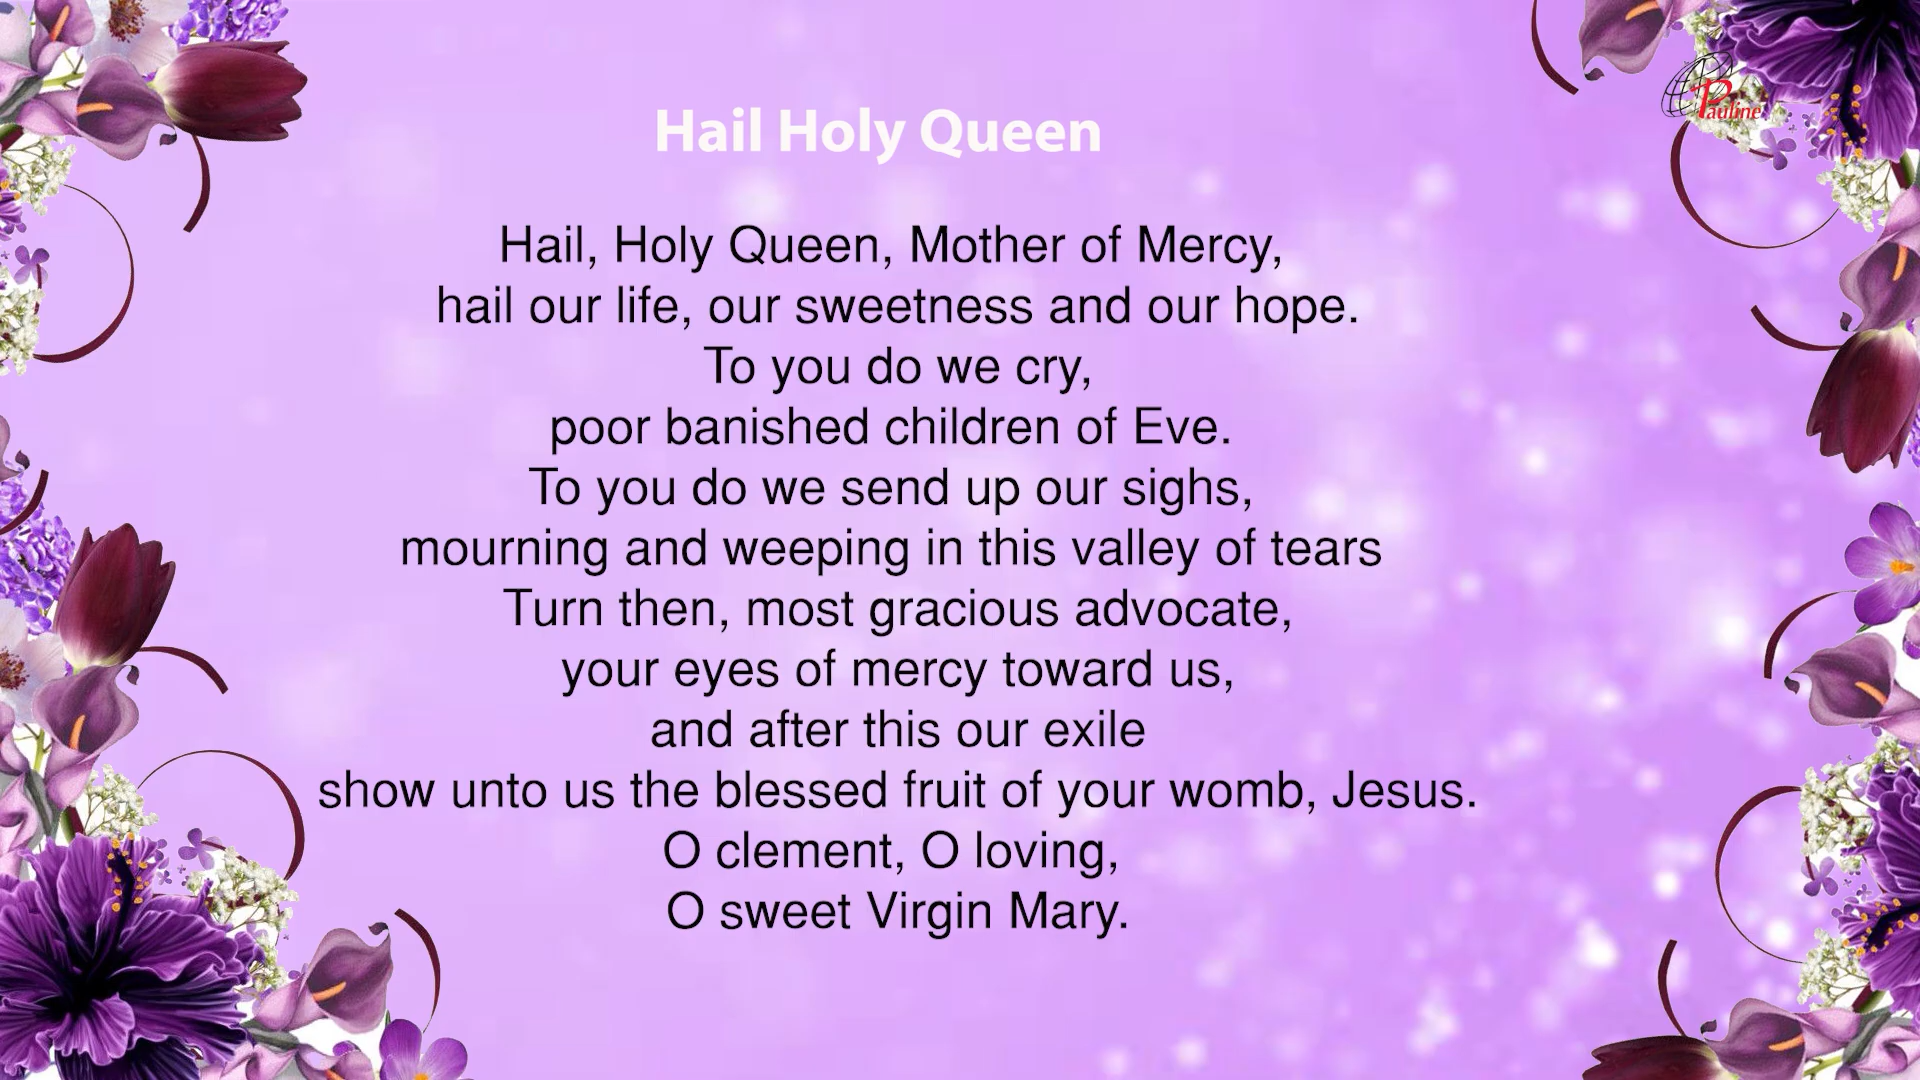 Pauline
Hail Holy Queen
Hail, Holy Queen, Mother of Mercy,
hail our life, our sweetness and our hope.
To you do we cry,
poor banished children of Eve.
To you do we send up our sighs,
mourning and weeping in this valley of tears
Turn then, most gracious advocate,
your eyes of mercy toward us,
and after this our exile
show unto us the blessed fruit of your womb, Jesus.
O clement, O loving,
O sweet Virgin Mary.